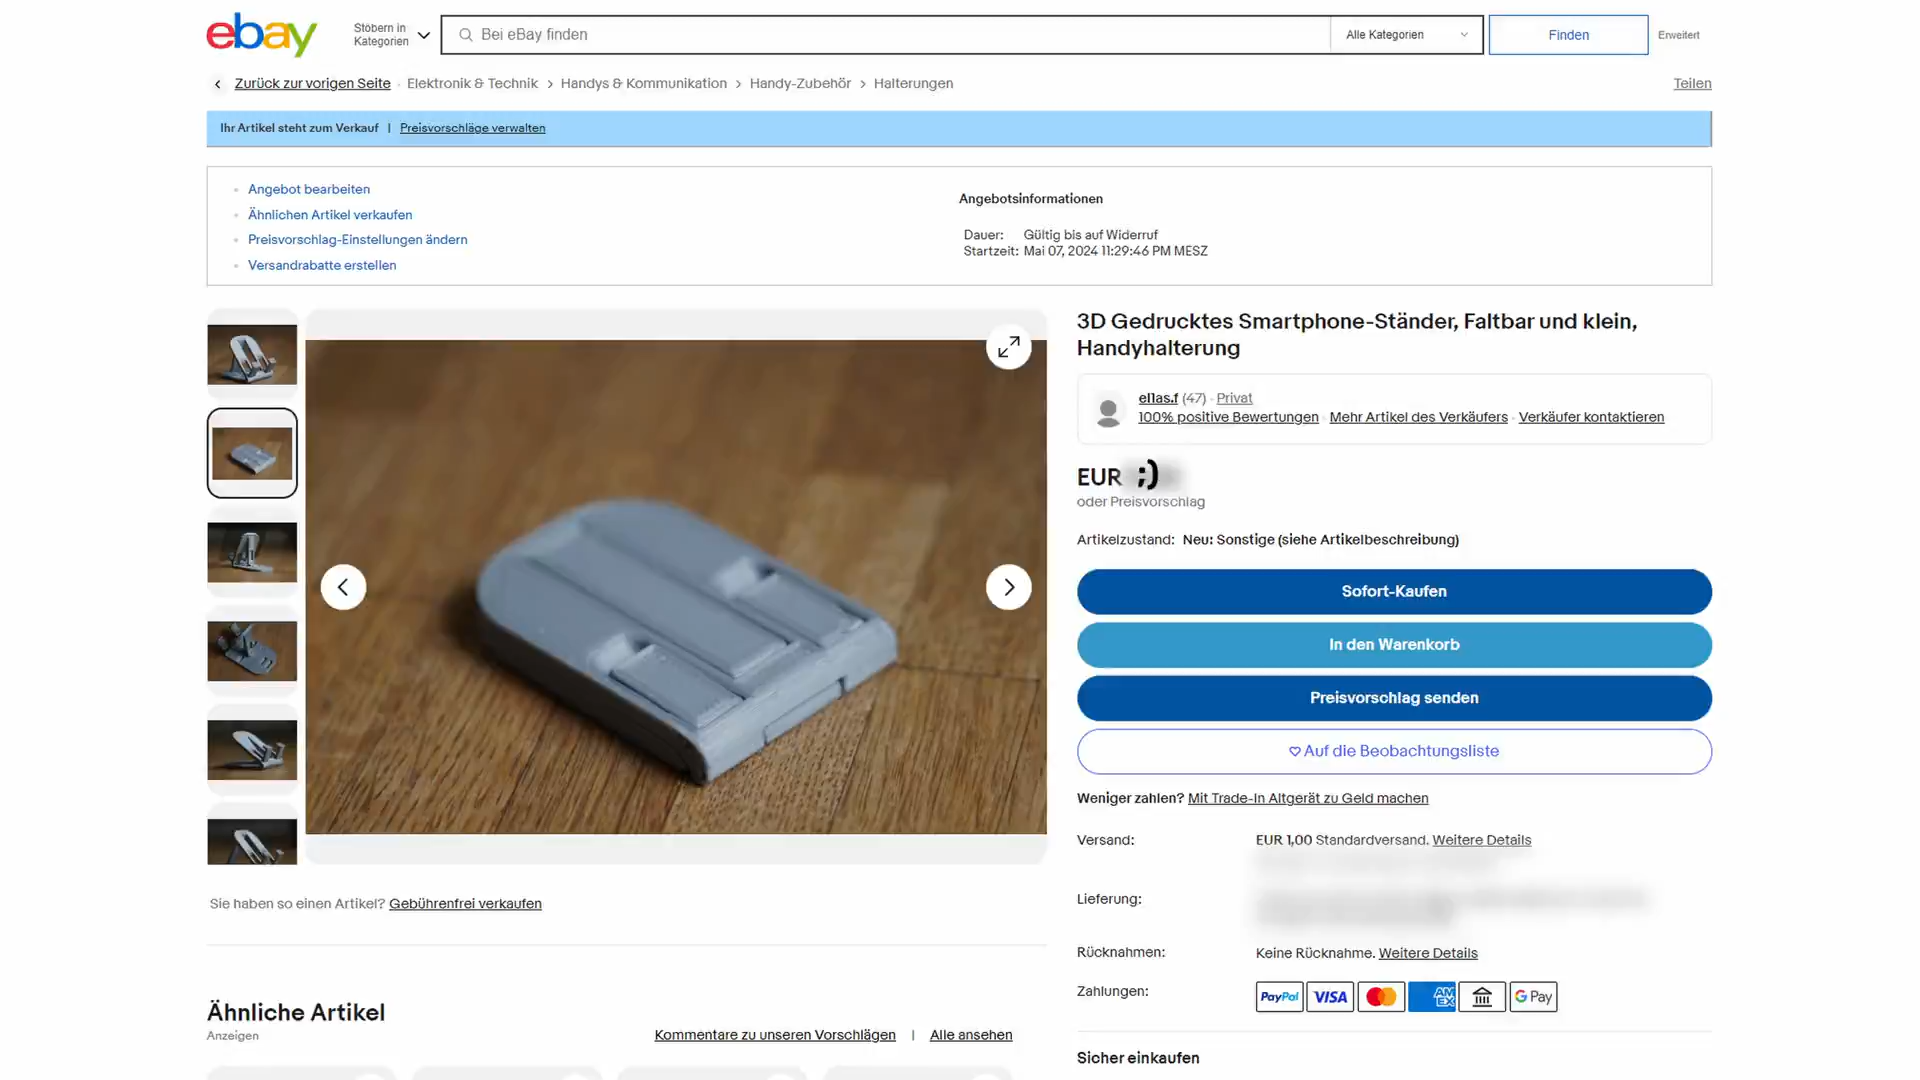 ebay
Stöbern in
Kategorien
Bei eBay finden
Alle Kategorien
Finden
Erweitert
Zurück zur vorigen Seite
Elektronik & Technik > Handys & Kommunikation > Handy-Zubehör > Halterungen
Teilen
Ihr Artikel steht zum Verkauf | Preisvorschläge verwalten
Angebot bearbeiten
Ähnlichen Artikel verkaufen
Preisvorschlag-Einstellungen ändern
Versandrabatte erstellen
Angebotsinformationen
Dauer: Gültig bis auf Widerruf
Startzeit: Mai 07, 2024 11:29:46 PM MESZ
3D Gedrucktes Smartphone-Ständer, Faltbar und klein,
Handyhalterung
el1as.f (47) · Privat
100% positive Bewertungen · Mehr Artikel des Verkäufers · Verkäufer kontaktieren
EUR ;)
oder Preisvorschlag
Artikelzustand: Neu: Sonstige (siehe Artikelbeschreibung)
Sofort-Kaufen
In den Warenkorb
Preisvorschlag senden
Auf die Beobachtungsliste
Weniger zahlen? Mit Trade-In Altgerät zu Geld machen
Versand: EUR 1,00 Standardversand. Weitere Details
Lieferung:
Rücknahmen: Keine Rücknahme. Weitere Details
Zahlungen: PayPal VISA AM EX G Pay
Sicher einkaufen
Sie haben so einen Artikel? Gebührenfrei verkaufen
Ähnliche Artikel
Anzeigen
Kommentare zu unseren Vorschlägen | Alle ansehen